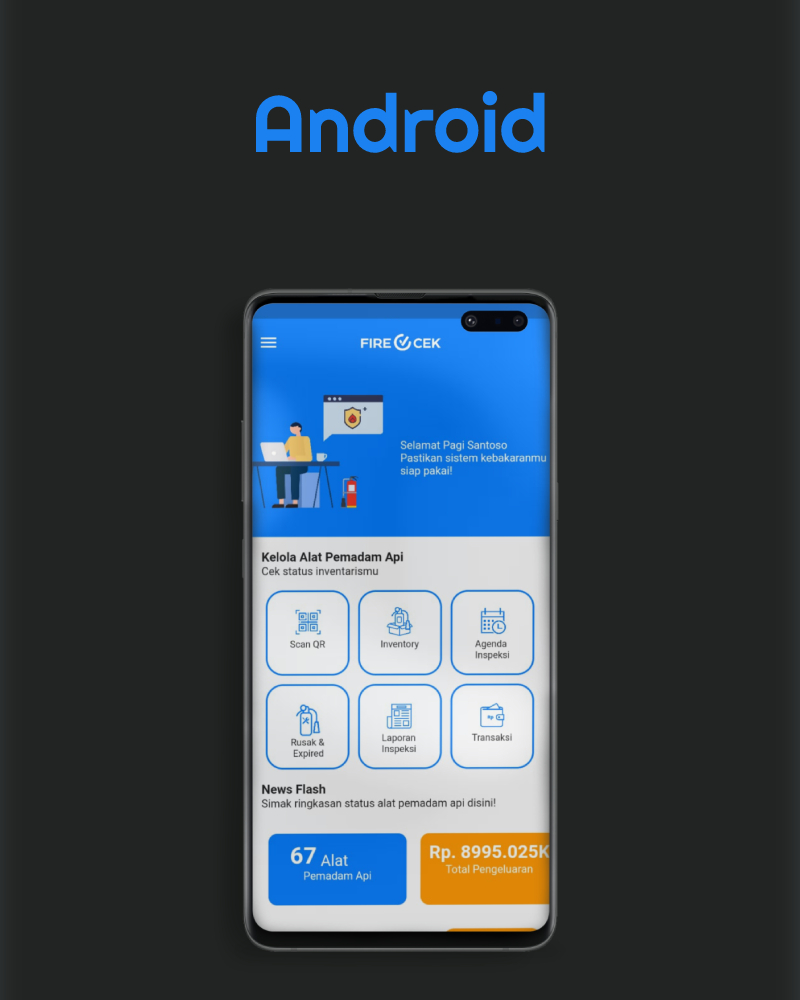 Android
FIRE CEK
Selamat Pagi Santoso
Pastikan sistem kebakaranmu
siap pakai!
Kelola Alat Pemadam Api
Cek status inventarismu
Scan QR
Inventory
Agenda
Inspeksi
Rusak &
Expired
Laporan
Inspeksi
Rp
Transaksi
News Flash
Simak ringkasan status alat pemadam api disini!
67 Alat
Pemadam Api
Rp. 8995.025K
Total Pengeluaran